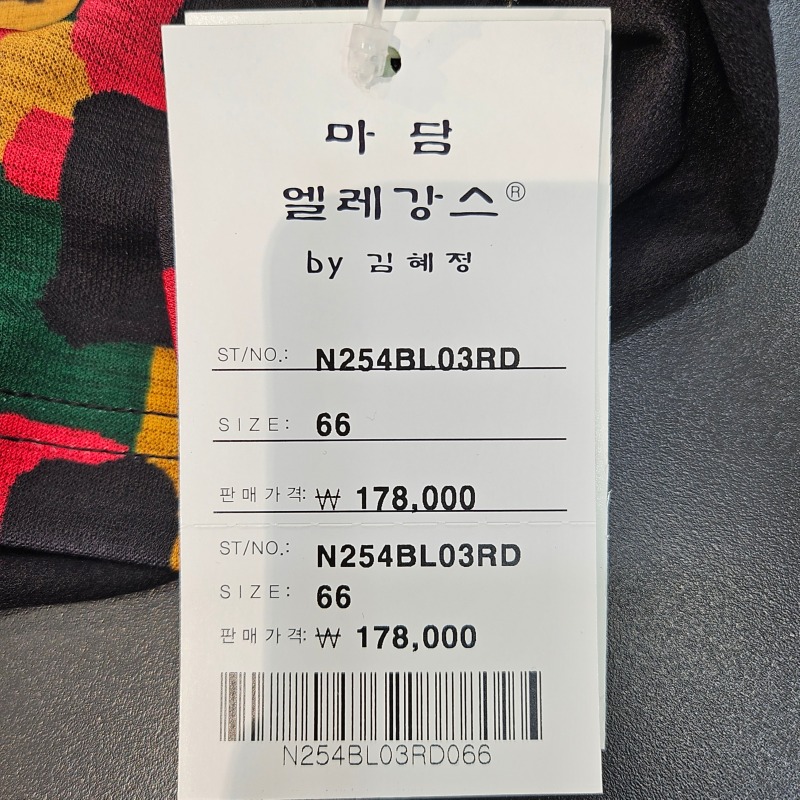 마 담
엘레강스®
by 김혜정
ST/NO.: N254BL03RD
SIZE: 66
판매가격: ₩ 178,000
ST/NO.: N254BL03RD
SIZE: 66
판매가격: ₩ 178,000
N254BL03RD066